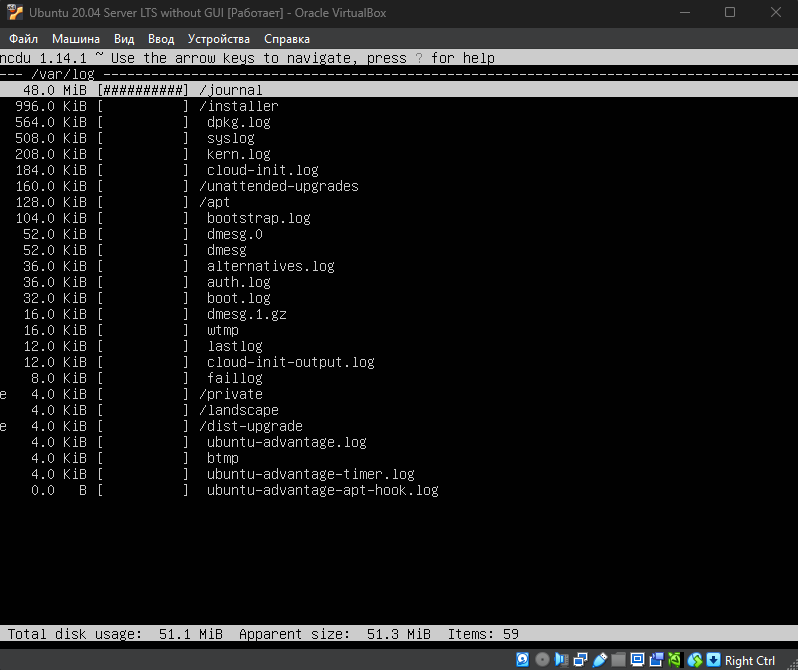 Ubuntu 20.04 Server LTS without GUI [Работает] - Oracle VirtualBox
Файл Машина Вид Ввод Устройства Справка
ncdu 1.14.1 ~ Use the arrow keys to navigate, press ? for help
--- /var/log ---------------------------------------------------------------------------------------
48.0 MiB [##########] /journal
996.0 KiB [          ] /installer
564.0 KiB [          ]  dpkg.log
508.0 KiB [          ]  syslog
208.0 KiB [          ]  kern.log
184.0 KiB [          ]  cloud-init.log
160.0 KiB [          ] /unattended-upgrades
128.0 KiB [          ] /apt
104.0 KiB [          ]  bootstrap.log
52.0 KiB [          ]  dmesg.0
52.0 KiB [          ]  dmesg
36.0 KiB [          ]  alternatives.log
36.0 KiB [          ]  auth.log
32.0 KiB [          ]  boot.log
16.0 KiB [          ]  dmesg.1.gz
16.0 KiB [          ]  wtmp
12.0 KiB [          ]  lastlog
12.0 KiB [          ]  cloud-init-output.log
8.0 KiB [          ]  faillog
e 4.0 KiB [          ] /private
4.0 KiB [          ] /landscape
e 4.0 KiB [          ] /dist-upgrade
4.0 KiB [          ]  ubuntu-advantage.log
4.0 KiB [          ]  btmp
4.0 KiB [          ]  ubuntu-advantage-timer.log
0.0 B [          ]  ubuntu-advantage-apt-hook.log
Total disk usage: 51.1 MiB Apparent size: 51.3 MiB Items: 59
Right Ctrl